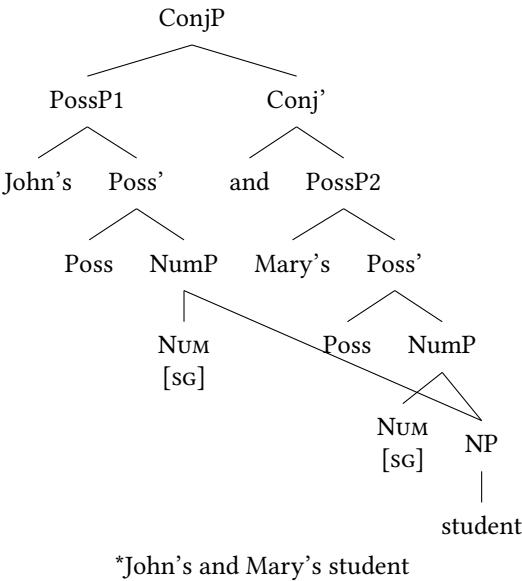 ConjP
PossP1 Conj’
John’s Poss’ and PossP2
Poss NumP Mary’s Poss’
Num Poss NumP
[sg]
Num NP
[sg]
student
*John’s and Mary’s student